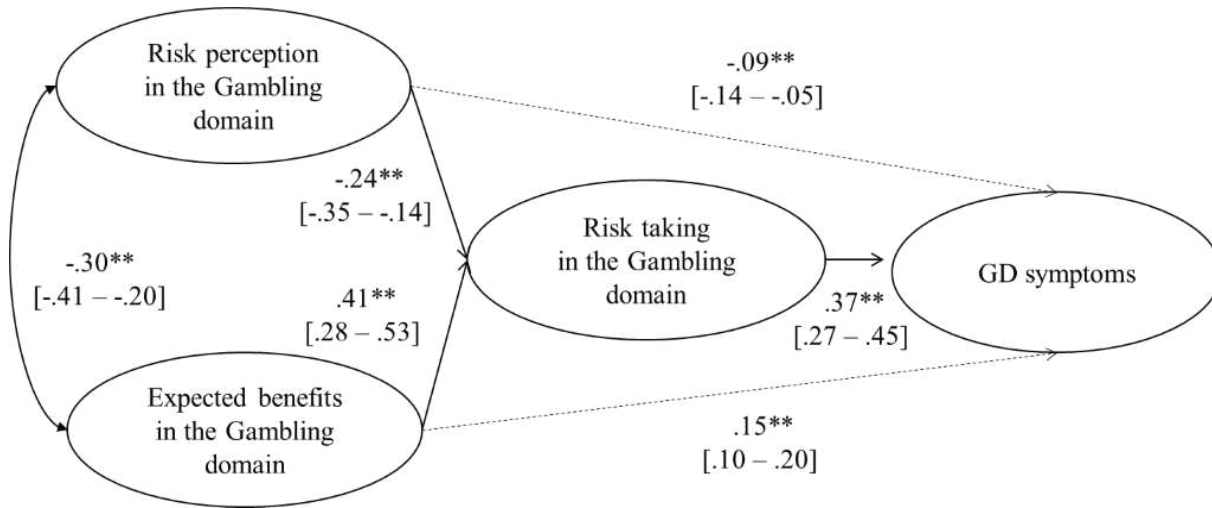 Risk perception
in the Gambling
domain
-.09**
[-.14 – -.05]
-.24**
[-.35 – -.14]
Risk taking
in the Gambling
domain
GD symptoms
-.30**
[-.41 – -.20]
.41**
[.28 – .53]
.37**
[.27 – .45]
Expected benefits
in the Gambling
domain
.15**
[.10 – .20]